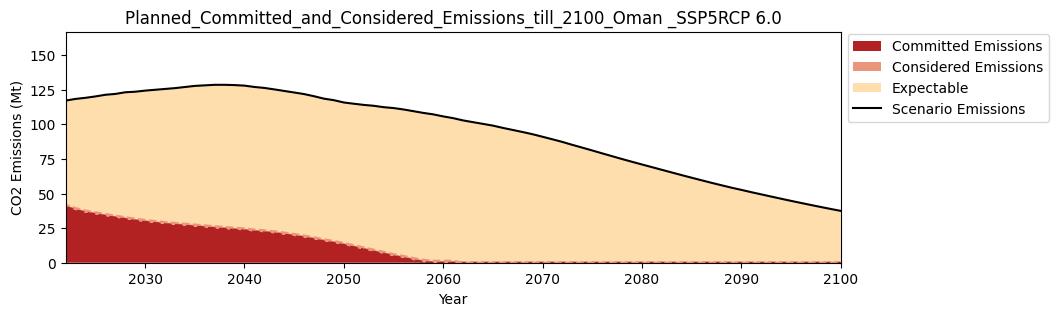 Planned_Committed_and_Considered_Emissions_till_2100_Oman _SSP5RCP 6.0
CO2 Emissions (Mt)
150
125
100
75
50
25
0
2030
2040
2050
2060
2070
2080
2090
2100
Year
Committed Emissions
Considered Emissions
Expectable
Scenario Emissions